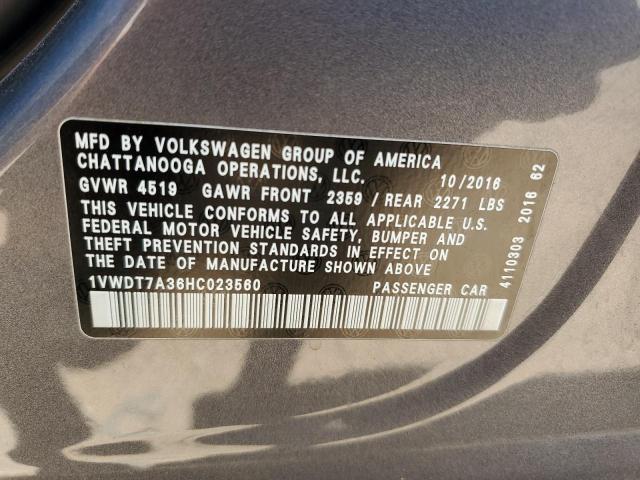 MFD BY VOLKSWAGEN GROUP OF AMERICA
CHATTANOOGA OPERATIONS, LLC. 10/2016
GVWR 4519 GAWR FRONT 2359 / REAR 2271 LBS
THIS VEHICLE CONFORMS TO ALL APPLICABLE U.S.
FEDERAL MOTOR VEHICLE SAFETY, BUMPER AND
THEFT PREVENTION STANDARDS IN EFFECT ON
THE DATE OF MANUFACTURE SHOWN ABOVE
1VWDT7A36HC023560 PASSENGER CAR
4110303 2016 62